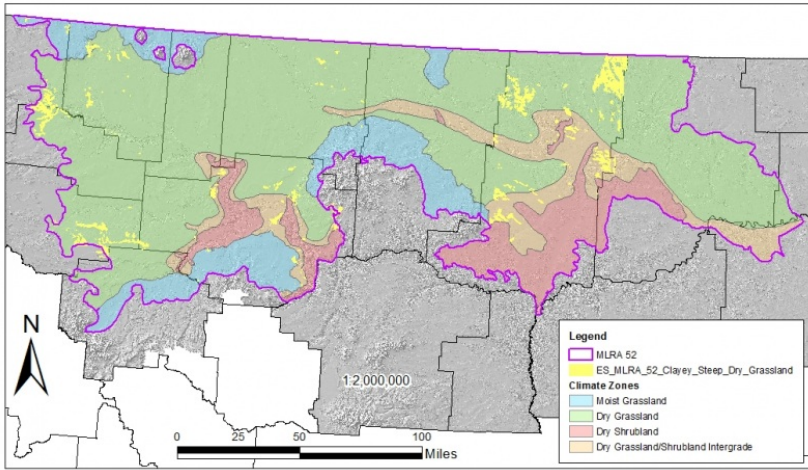 N
1:2,000,000
0 25 50 100
Miles
Legend
MLRA 52
ES_MLRA_52_Clayey_Steep_Dry_Grassland
Climate Zones
Moist Grassland
Dry Grassland
Dry Shrubland
Dry Grassland/Shrubland Intergrade